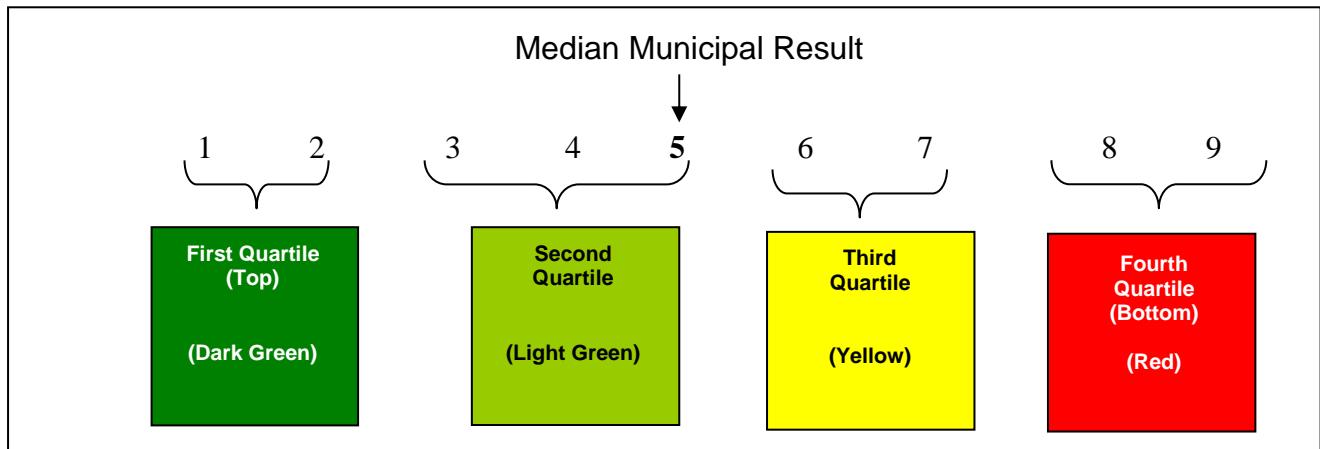 Median Municipal Result
1 2 3 4 5 6 7 8 9
First Quartile
(Top)
(Dark Green)
Second
Quartile
(Light Green)
Third
Quartile
(Yellow)
Fourth
Quartile
(Bottom)
(Red)